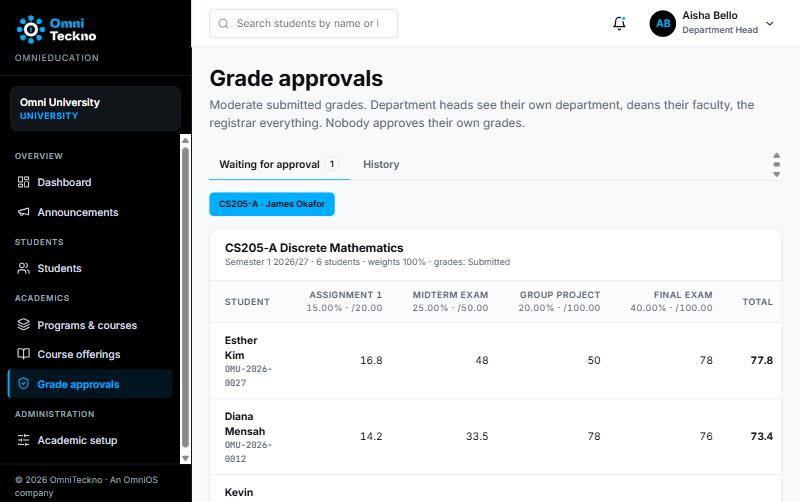 Omni
Teckno
OMNIEDUCATION
Omni University
UNIVERSITY
OVERVIEW
Dashboard
Announcements
STUDENTS
Students
ACADEMICS
Programs & courses
Course offerings
Grade approvals
ADMINISTRATION
Academic setup
© 2026 OmniTeckno · An OmniOS
company
Search students by name or I
AB
Aisha Bello
Department Head
Grade approvals
Moderate submitted grades. Department heads see their own department, deans their faculty, the
registrar everything. Nobody approves their own grades.
Waiting for approval 1 History
CS205-A · James Okafor
CS205-A Discrete Mathematics
Semester 1 2026/27 · 6 students · weights 100% · grades: Submitted
STUDENT ASSIGNMENT 1 MIDTERM EXAM GROUP PROJECT FINAL EXAM TOTAL
15.00% · /20.00 25.00% · /50.00 20.00% · /100.00 40.00% · /100.00
Esther
Kim
OMU-2026-
0027
16.8 48 50 78 77.8
Diana
Mensah
OMU-2026-
0012
14.2 33.5 78 76 73.4
Kevin